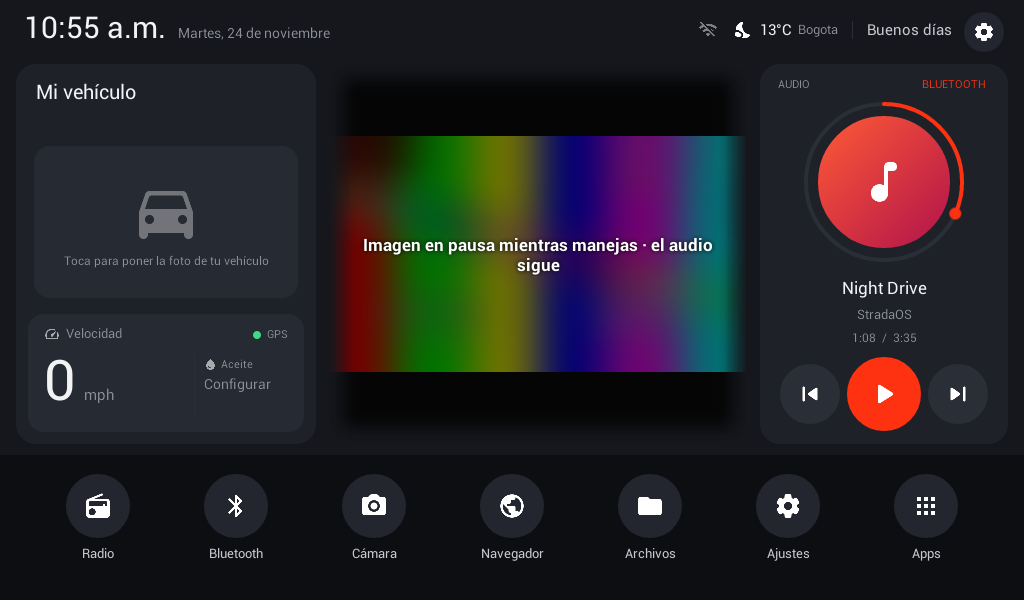 10:55 a.m.
Martes, 24 de noviembre
13°C Bogota
Buenos días
Mi vehículo
Toca para poner la foto de tu vehículo
Velocidad
GPS
0 mph
Aceite
Configurar
Imagen en pausa mientras manejas · el audio
sigue
AUDIO
BLUETOOTH
Night Drive
StradaOS
1:08 / 3:35
Radio
Bluetooth
Cámara
Navegador
Archivos
Ajustes
Apps